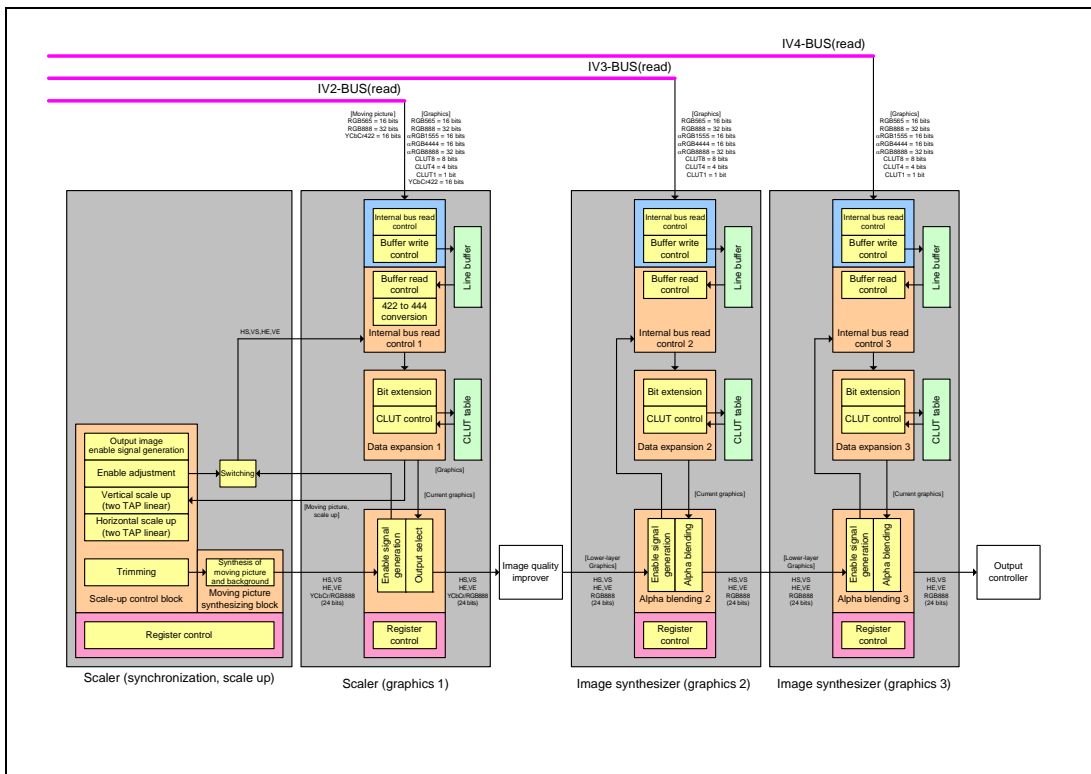 IV4-BUS(read)
IV3-BUS(read)
IV2-BUS(read)
[Moving picture]
RGB565 = 16 bits
RGB888 = 32 bits
YCbCr422 = 16 bits
[Graphics]
RGB565 = 16 bits
RGB888 = 32 bits
αRGB1555 = 16 bits
αRGB4444 = 16 bits
αRGB8888 = 32 bits
CLUT8 = 8 bits
CLUT4 = 4 bits
CLUT1 = 1 bit
YCbCr422 = 16 bits
[Graphics]
RGB565 = 16 bits
RGB888 = 32 bits
αRGB1555 = 16 bits
αRGB4444 = 16 bits
αRGB8888 = 32 bits
CLUT8 = 8 bits
CLUT4 = 4 bits
CLUT1 = 1 bit
[Graphics]
RGB565 = 16 bits
RGB888 = 32 bits
αRGB1555 = 16 bits
αRGB4444 = 16 bits
αRGB8888 = 32 bits
CLUT8 = 8 bits
CLUT4 = 4 bits
CLUT1 = 1 bit
Output image
enable signal generation
Enable adjustment
Vertical scale up
(two TAP linear)
Horizontal scale up
(two TAP linear)
Trimming
Scale-up control block
Synthesis of
moving picture
and background
Moving picture
synthesizing block
Register control
Switching
HS,VS,HE,VE
Scaler (synchronization, scale up)
Internal bus read
control
Buffer write
control
Line buffer
Buffer read
control
422 to 444
conversion
Internal bus read
control 1
Bit extension
CLUT control
CLUT table
Data expansion 1
[Graphics]
[Current graphics]
[Moving picture,
scale up]
Enable signal
generation
Output select
HS,VS
HE,VE
YCbCr/RGB888
(24 bits)
HS,VS
HE,VE
YCbCr/RGB888
(24 bits)
Register
control
Scaler (graphics 1)
Image quality
improver
Internal bus read
control
Buffer write
control
Line buffer
Buffer read
control
Internal bus read
control 2
Bit extension
CLUT control
CLUT table
Data expansion 2
[Current graphics]
[Lower-layer
Graphics]
HS,VS
HE,VE
RGB888
(24 bits)
Enable signal
generation
Alpha blending
Alpha blending 2
HS,VS
HE,VE
RGB888
(24 bits)
Register
control
Image synthesizer (graphics 2)
Internal bus read
control
Buffer write
control
Line buffer
Buffer read
control
Internal bus read
control 3
Bit extension
CLUT control
CLUT table
Data expansion 3
[Current graphics]
[Lower-layer
Graphics]
HS,VS
HE,VE
RGB888
(24 bits)
Enable signal
generation
Alpha blending
Alpha blending 3
HS,VS
HE,VE
RGB888
(24 bits)
Register
control
Image synthesizer (graphics 3)
Output
controller